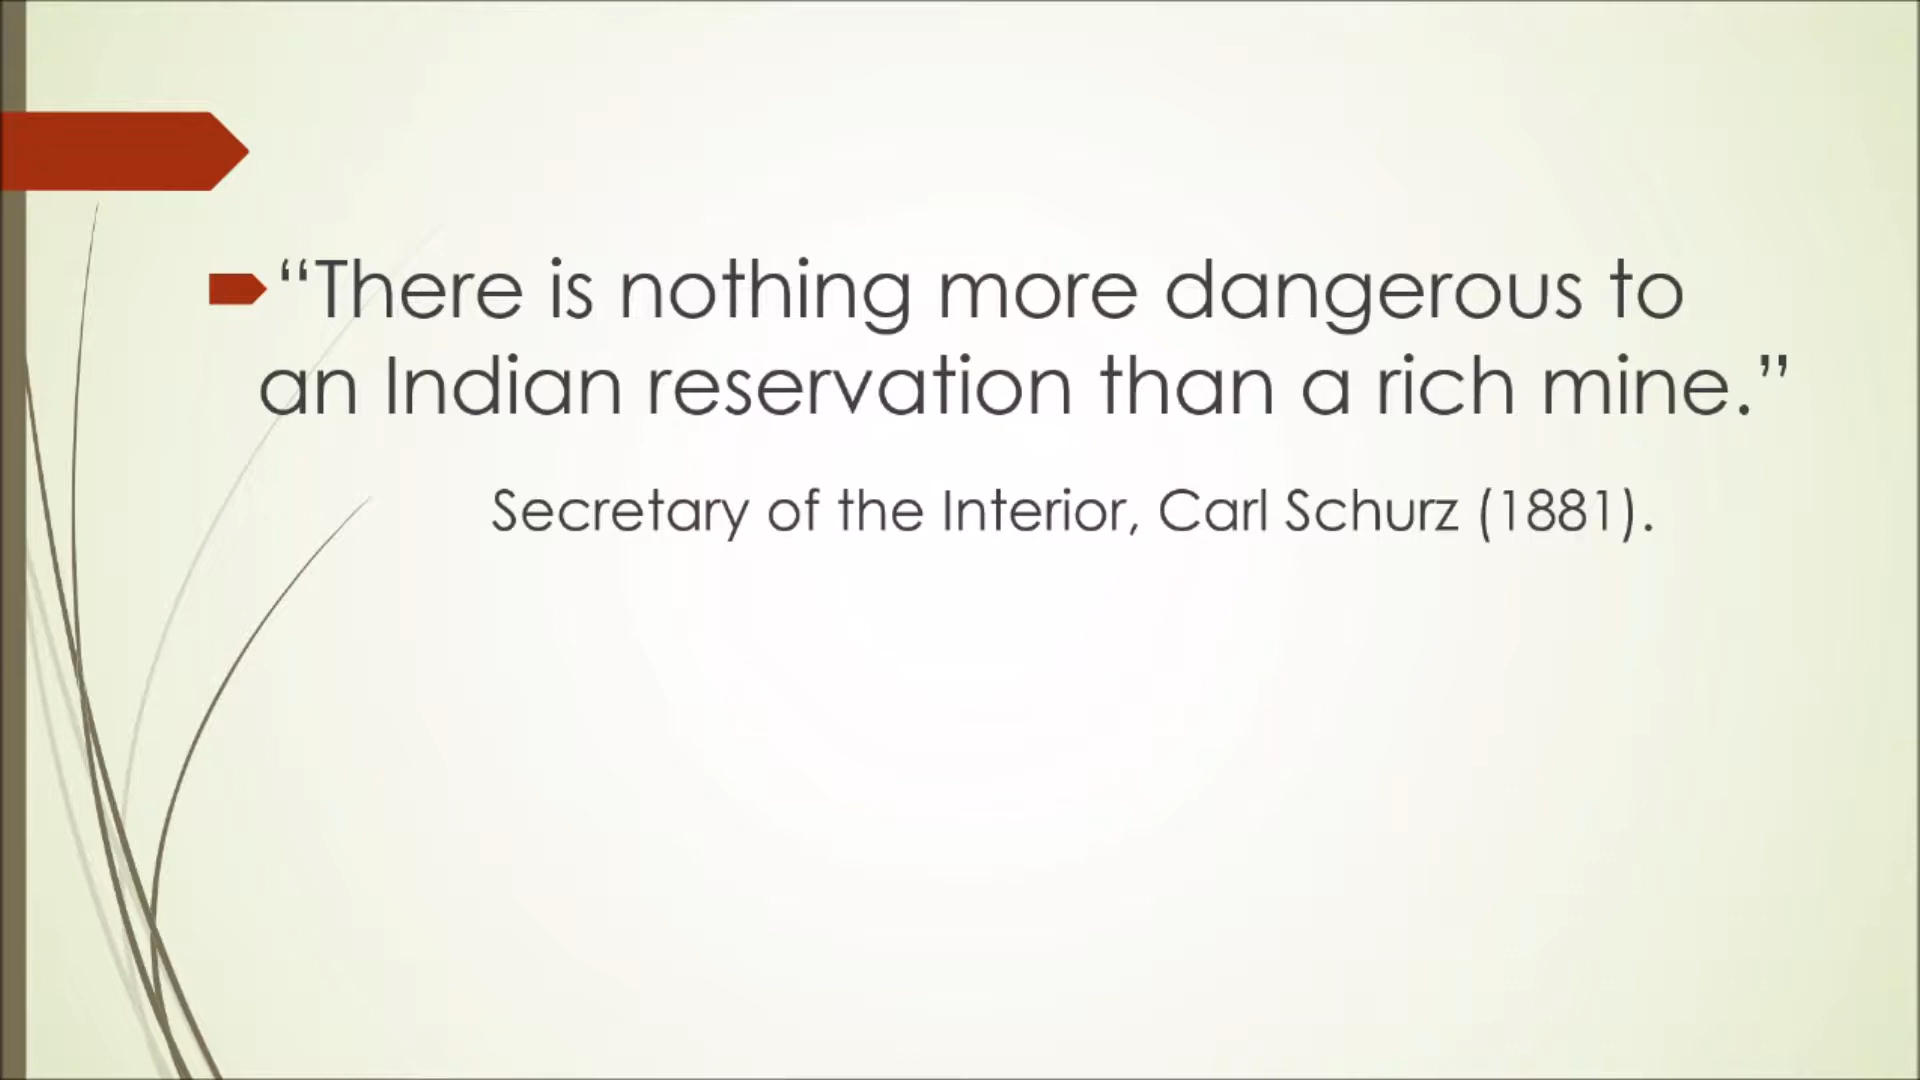 “There is nothing more dangerous to
an Indian reservation than a rich mine.”
Secretary of the Interior, Carl Schurz (1881).